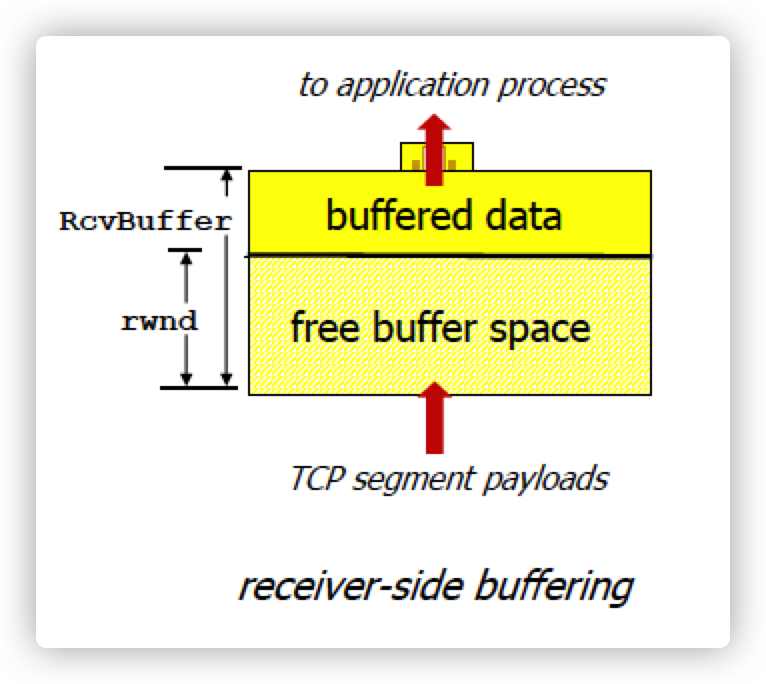 to application process
buffered data
RcvBuffer
rwnd
free buffer space
TCP segment payloads
receiver-side buffering